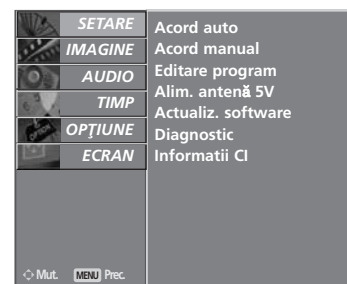 SETARE
IMAGINE
AUDIO
TIMP
OPŢIUNE
ECRAN
Acord auto
Acord manual
Editare program
Alim. antenă 5V
Actualiz. software
Diagnostic
Informatii CI
Mut. MENU Prec.